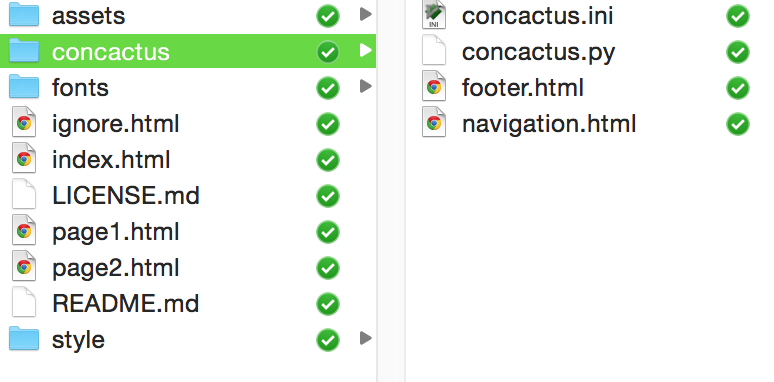 assets
concactus
fonts
ignore.html
index.html
LICENSE.md
page1.html
page2.html
README.md
style
INI
concactus.ini
concactus.py
footer.html
navigation.html